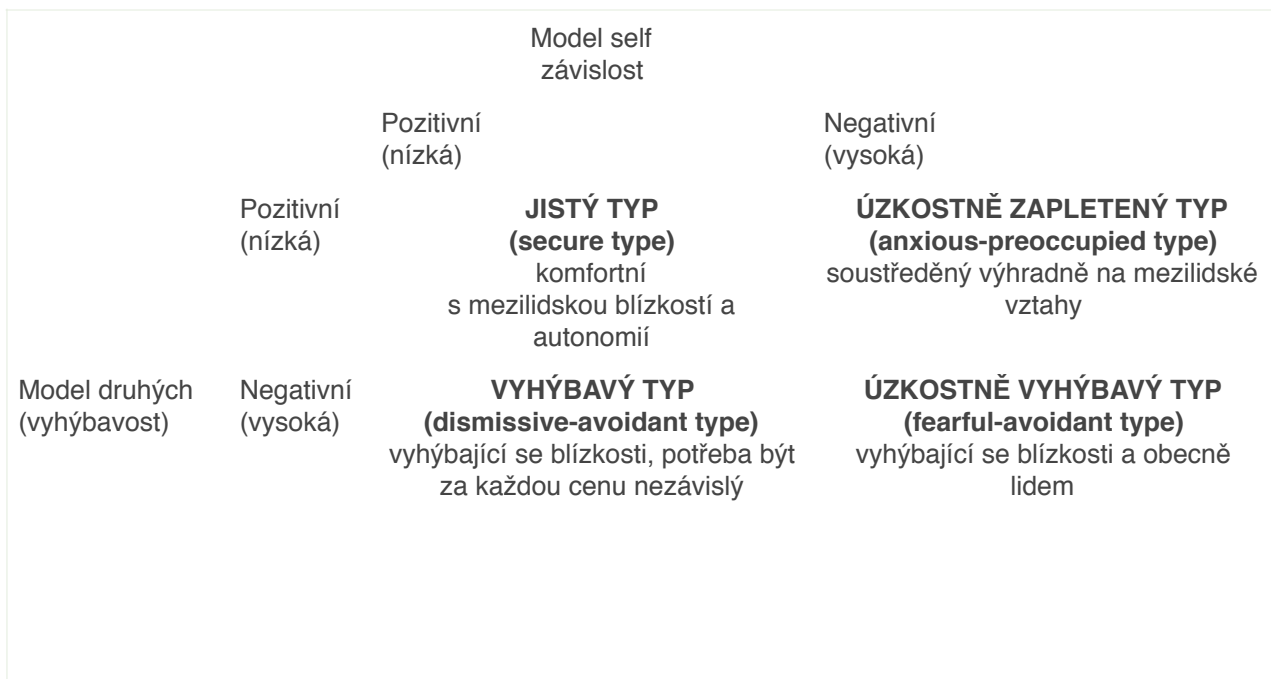 Model self
závislost
Pozitivní
(nízká)
Negativní
(vysoká)
Pozitivní
(nízká)
JISTÝ TYP
(secure type)
komfortní
s mezilidskou blízkostí a
autonomií
ÚZKOSTNĚ ZAPLETENÝ TYP
(anxious-preoccupied type)
soustředěný výhradně na mezilidské
vztahy
Model druhých
(vyhýbavost)
Negativní
(vysoká)
VYHÝBAVÝ TYP
(dismissive-avoidant type)
vyhýbající se blízkosti, potřeba být
za každou cenu nezávislý
ÚZKOSTNĚ VYHÝBAVÝ TYP
(fearful-avoidant type)
vyhýbající se blízkosti a obecně
lidem